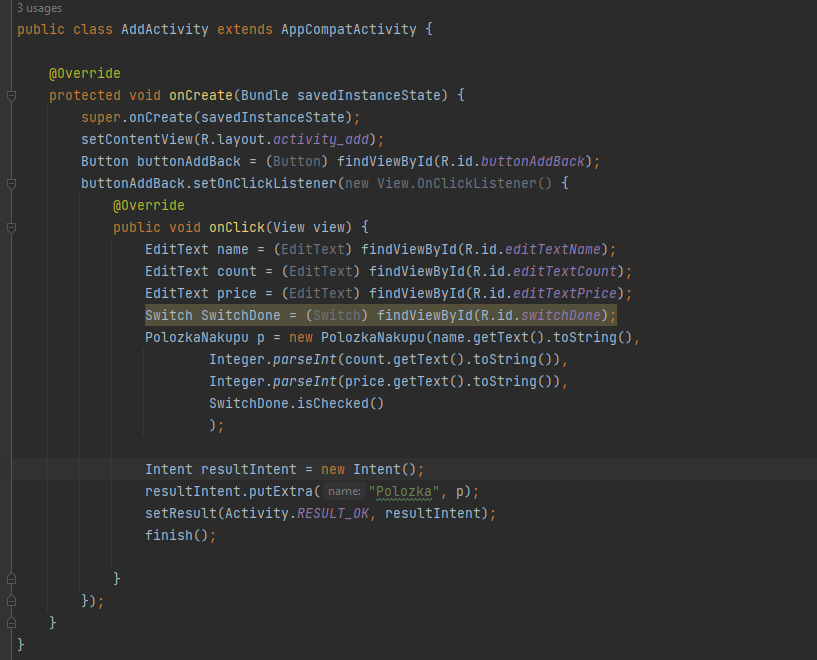 3 usages
public class AddActivity extends AppCompatActivity {
@Override
protected void onCreate(Bundle savedInstanceState) {
super.onCreate(savedInstanceState);
setContentView(R.layout.activity_add);
Button buttonAddBack = (Button) findViewById(R.id.buttonAddBack);
buttonAddBack.setOnClickListener(new View.OnClickListener() {
@Override
public void onClick(View view) {
EditText name = (EditText) findViewById(R.id.editTextName);
EditText count = (EditText) findViewById(R.id.editTextCount);
EditText price = (EditText) findViewById(R.id.editTextPrice);
Switch SwitchDone = (Switch) findViewById(R.id.switchDone);
PolozkaNakupu p = new PolozkaNakupu(name.getText().toString(),
Integer.parseInt(count.getText().toString()),
Integer.parseInt(price.getText().toString()),
SwitchDone.isChecked()
);
Intent resultIntent = new Intent();
resultIntent.putExtra( name: "Polozka", p);
setResult(Activity.RESULT_OK, resultIntent);
finish();
}
});
}
}